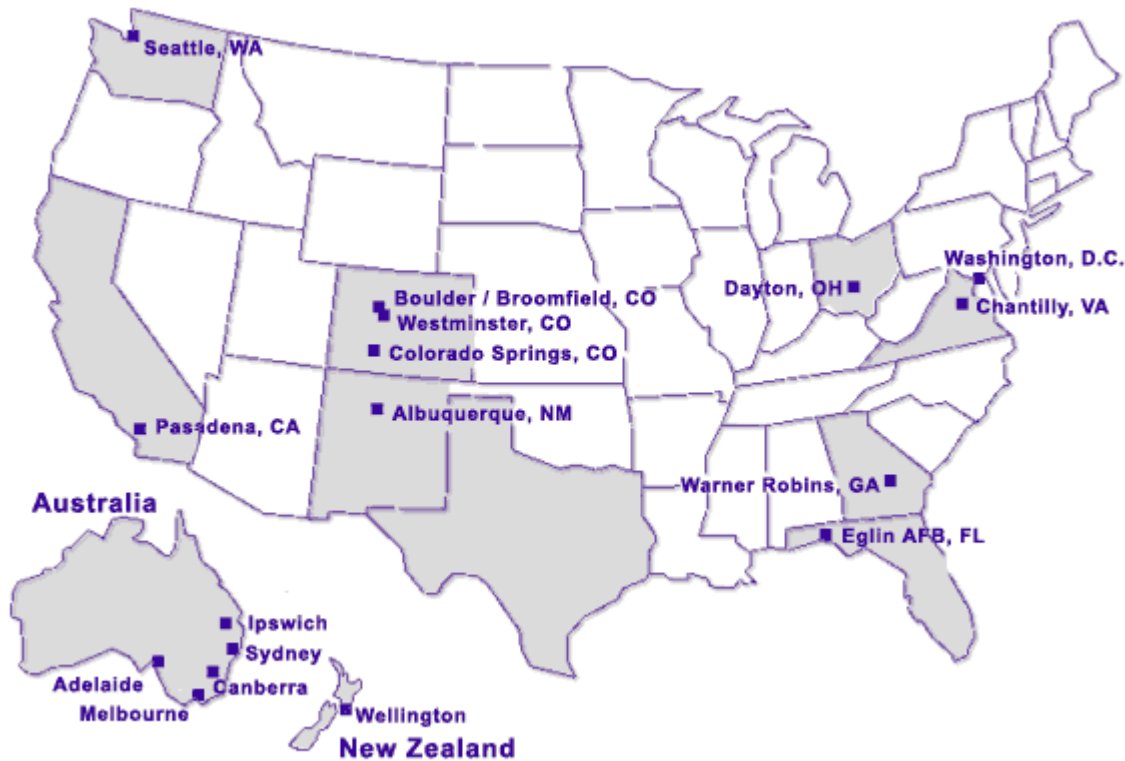 Seattle, WA
Washington, D.C.
Boulder / Broomfield, CO
Dayton, OH
Chantilly, VA
Westminster, CO
Colorado Springs, CO
Albuquerque, NM
Pasadena, CA
Warner Robins, GA
Eglin AFB, FL
Australia
Ipswich
Sydney
Adelaide
Canberra
Melbourne
Wellington
New Zealand